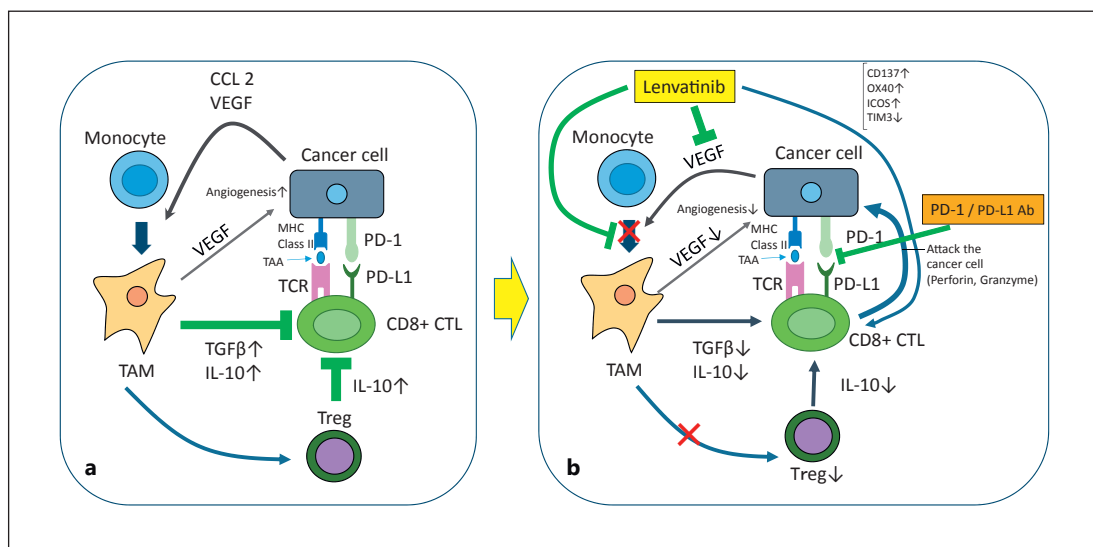 CCL 2
VEGF
Monocyte
Cancer cell
Angiogenesis↑
VEGF
MHC
Class II
TAA
PD-1
TCR
PD-L1
CD8+ CTL
TGFβ↑
IL-10↑
TAM
IL-10↑
Treg
a
Lenvatinib
CD137↑
OX40↑
ICOS↑
TIM3↓
Monocyte
VEGF
Cancer cell
Angiogenesis↓
VEGF↓
MHC
Class II
TAA
PD-1
TCR
PD-L1
PD-1 / PD-L1 Ab
Attack the
cancer cell
(Perforin, Granzyme)
CD8+ CTL
TGFβ↓
IL-10↓
TAM
IL-10↓
Treg↓
b